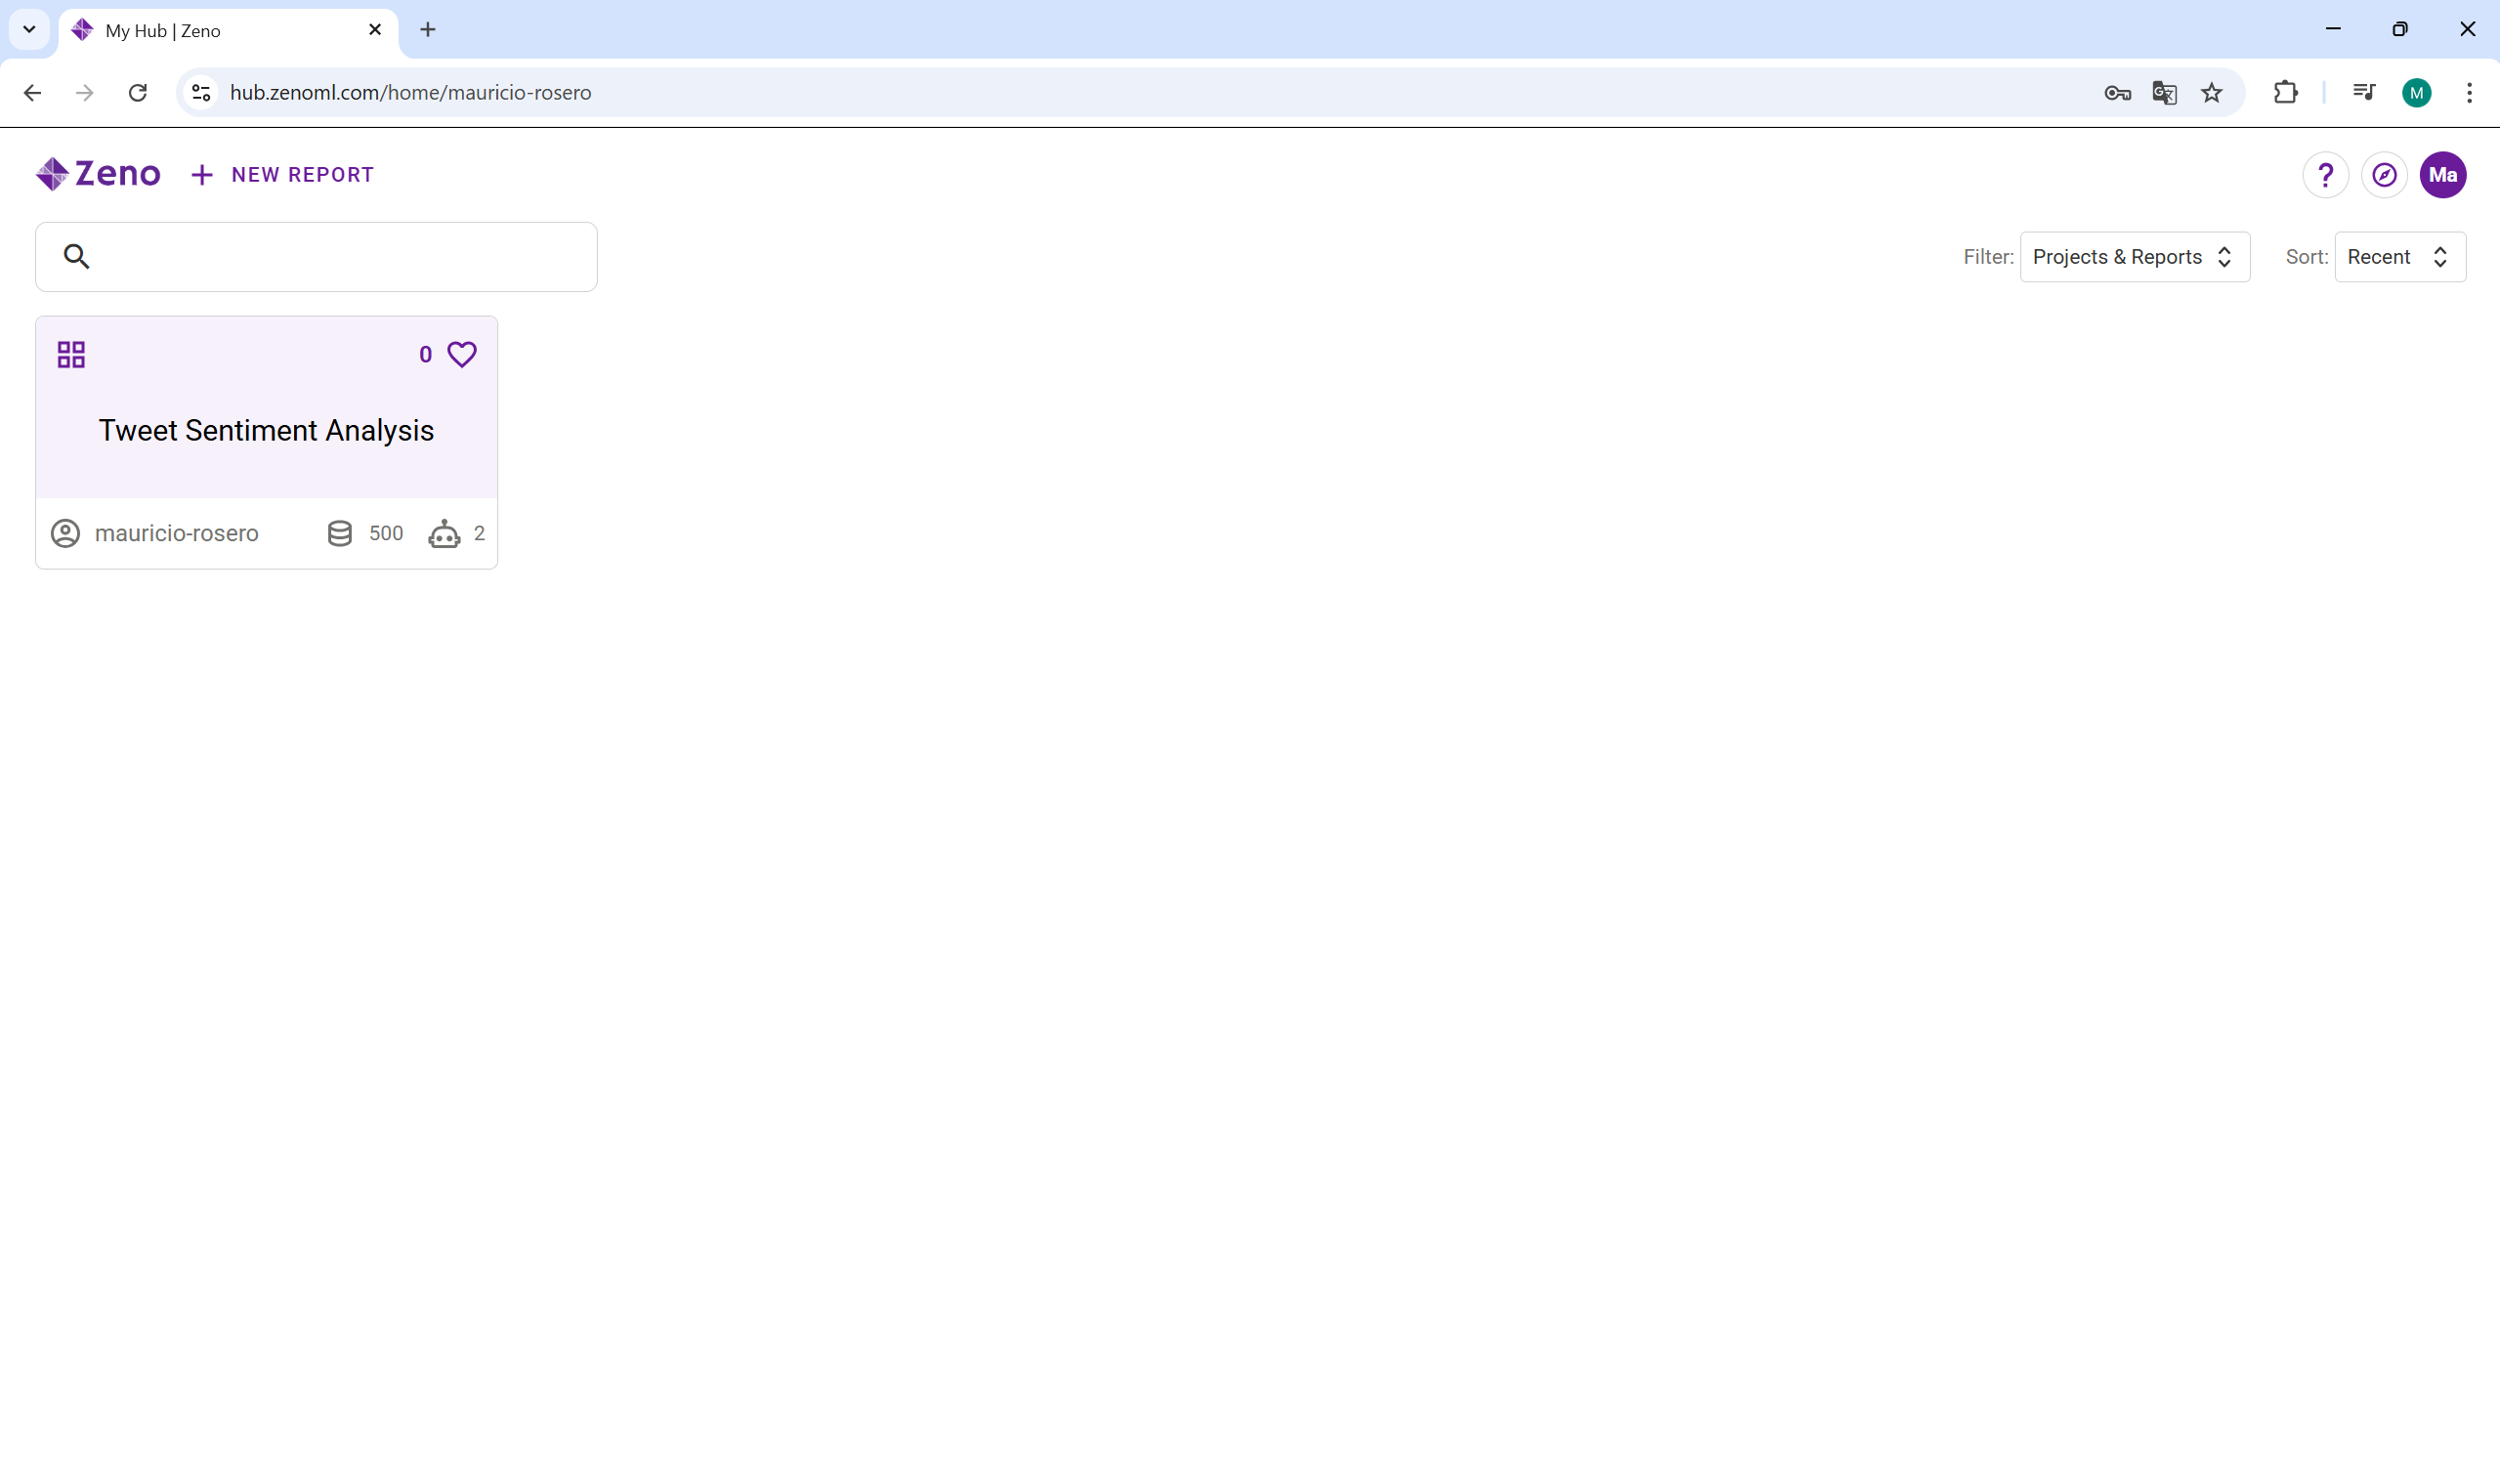 My Hub | Zeno
hub.zenoml.com/home/mauricio-rosero
M
Zeno
NEW REPORT
?
Ma
Filter: Projects & Reports
Sort: Recent
0
Tweet Sentiment Analysis
mauricio-rosero
500
2